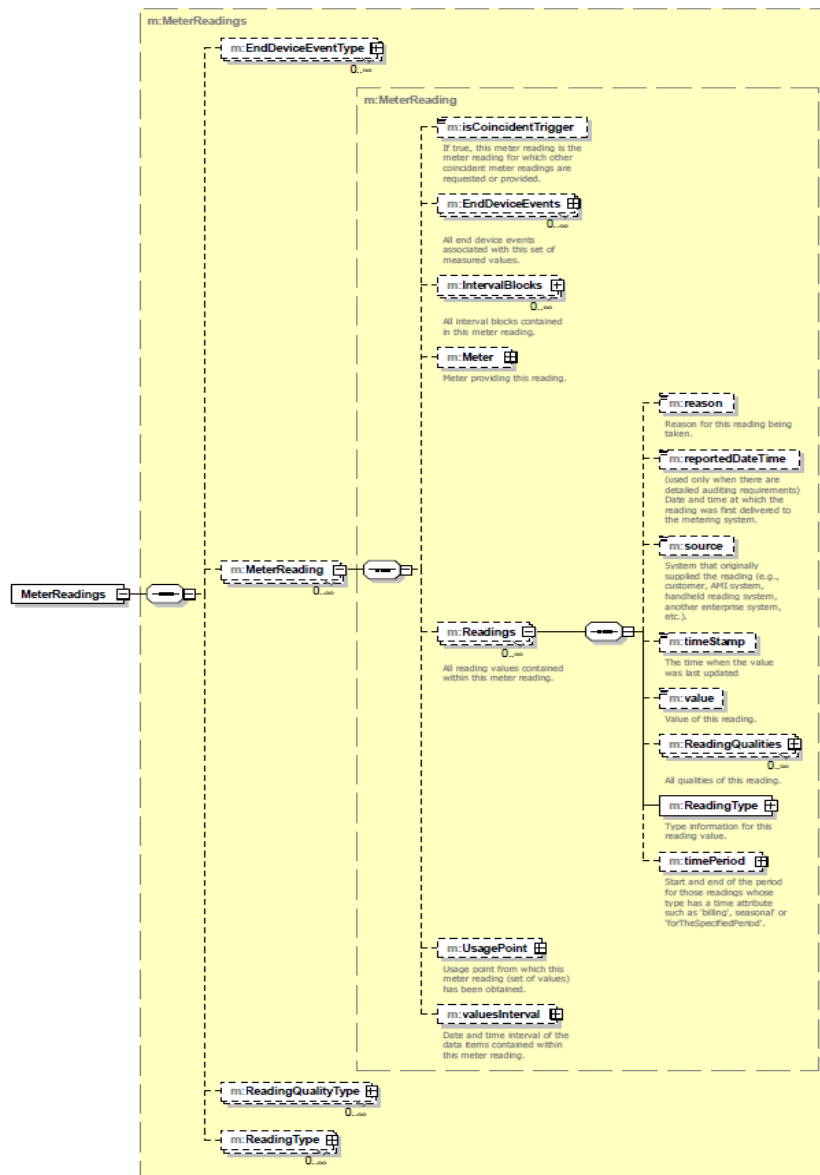 m:MeterReadings
m:EndDeviceEventType
0..∞
m:MeterReading
m:isCoincidentTrigger
If true, this meter reading is the
meter reading for which other
coincident meter readings are
requested or provided.
m:EndDeviceEvents
0..∞
All end device events
associated with this set of
measured values.
m:IntervalBlocks
0..∞
All interval blocks contained
in this meter reading.
m:Meter
Meter providing this reading.
m:reason
Reason for this reading being
taken.
m:reportedDateTime
(used only when there are
detailed auditing requirements)
Date and time at which the
reading was first delivered to
the metering system.
m:source
System that originally
supplied the reading (e.g.,
customer, AMI system,
handheld reading system,
another enterprise system,
etc.).
MeterReadings
m:MeterReading
0..∞
m:Readings
0..∞
All reading values contained
within this meter reading.
m:timeStamp
The time when the value
was last updated
m:value
Value of this reading.
m:ReadingQualities
0..∞
All qualities of this reading.
m:ReadingType
Type information for this
reading value.
m:timePeriod
Start and end of the period
for those readings whose
type has a time attribute
such as 'billing', seasonal' or
'forTheSpecifiedPeriod'.
m:UsagePoint
Usage point from which this
meter reading (set of values)
has been obtained.
m:valuesInterval
Date and time interval of the
data items contained within
this meter reading.
m:ReadingQualityType
0..∞
m:ReadingType
0..∞